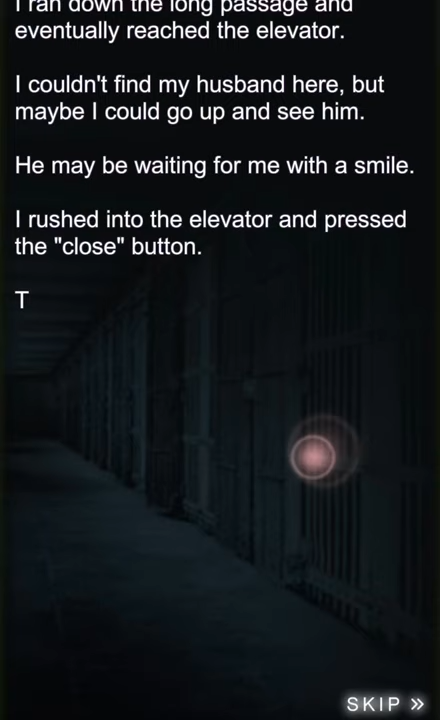 I ran down the long passage and
eventually reached the elevator.
I couldn't find my husband here, but
maybe I could go up and see him.
He may be waiting for me with a smile.
I rushed into the elevator and pressed
the "close" button.
T
SKIP »